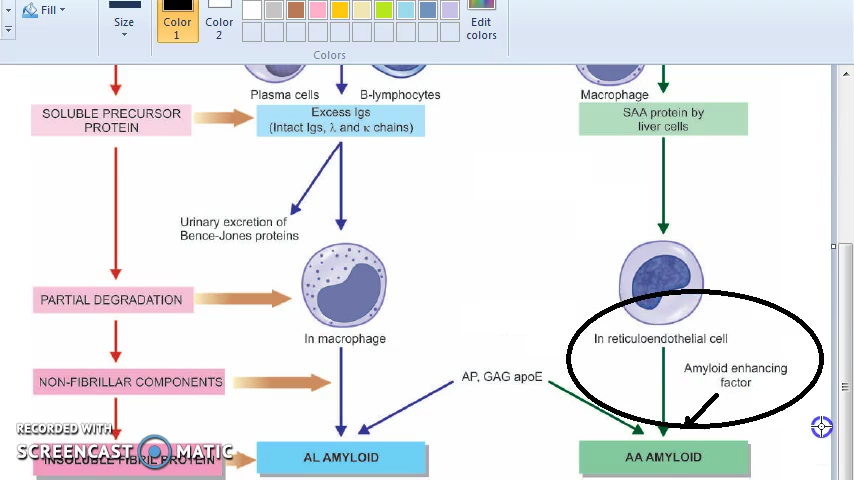 Fill
Size
Color
1
Color
2
Edit
colors
Colors
Plasma cells
B-lymphocytes
Macrophage
SOLUBLE PRECURSOR
PROTEIN
Excess Igs
(Intact Igs, λ and κ chains)
SAA protein by
liver cells
Urinary excretion of
Bence-Jones proteins
PARTIAL DEGRADATION
In macrophage
In reticuloendothelial cell
NON-FIBRILLAR COMPONENTS
AP, GAG apoE
Amyloid enhancing
factor
RECORDED WITH
SCREENCAST MATIC
INSOLUBLE FIBRIL PROTEIN
AL AMYLOID
AA AMYLOID